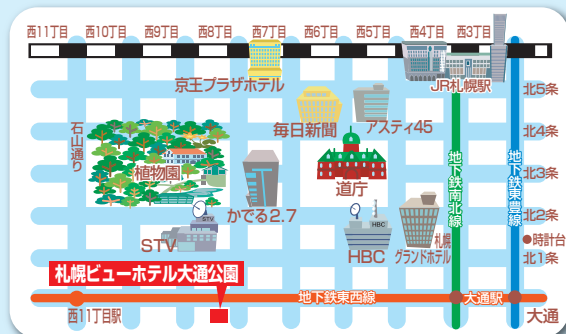 西11丁目
西10丁目
西9丁目
西8丁目
西7丁目
西6丁目
西5丁目
西4丁目
西3丁目
京王プラザホテル
JR札幌駅
北5条
毎日新聞
アスティ45
北4条
石山通り
植物園
道庁
地下鉄南北線
地下鉄東豊線
北3条
かでる2.7
北2条
STV
STV
HBC
HBC
札幌
グランドホテル
●時計台
北1条
札幌ビューホテル大通公園
地下鉄東西線
大通駅
西11丁目駅
大通